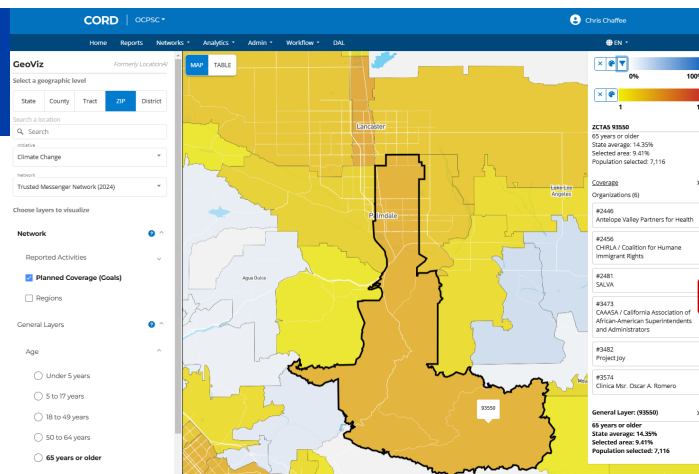 CORD | OCPSC
Chris Chaffee
Home Reports Networks Analytics Admin Workflow DAL EN
GeoViz Formerly LocationAI
Select a geographic level
State County Tract ZIP District
Search a location
Search
Initiative
Climate Change
Network
Trusted Messenger Network (2024)
Choose layers to visualize
Network
Reported Activities
Planned Coverage (Goals)
Regions
General Layers
Age
Under 5 years
5 to 17 years
18 to 49 years
50 to 64 years
65 years or older
MAP TABLE
Lancaster
Palmdale
Lake Los
Angeles
Agua Dulce
93550
0% 100%
1
ZCTA5 93550
65 years or older
State average: 14.35%
Selected area: 9.41%
Population selected: 7,116
Coverage
Organizations (6)
#2446
Antelope Valley Partners for Health
#2456
CHIRLA / Coalition for Humane
Immigrant Rights
#2481
SALVA
#3473
CAAASA / California Association of
African-American Superintendents
and Administrators
#3482
Project Joy
#3574
Clinica Msr. Oscar A. Romero
General Layer: (93550)
65 years or older
State average: 14.35%
Selected area: 9.41%
Population selected: 7,116